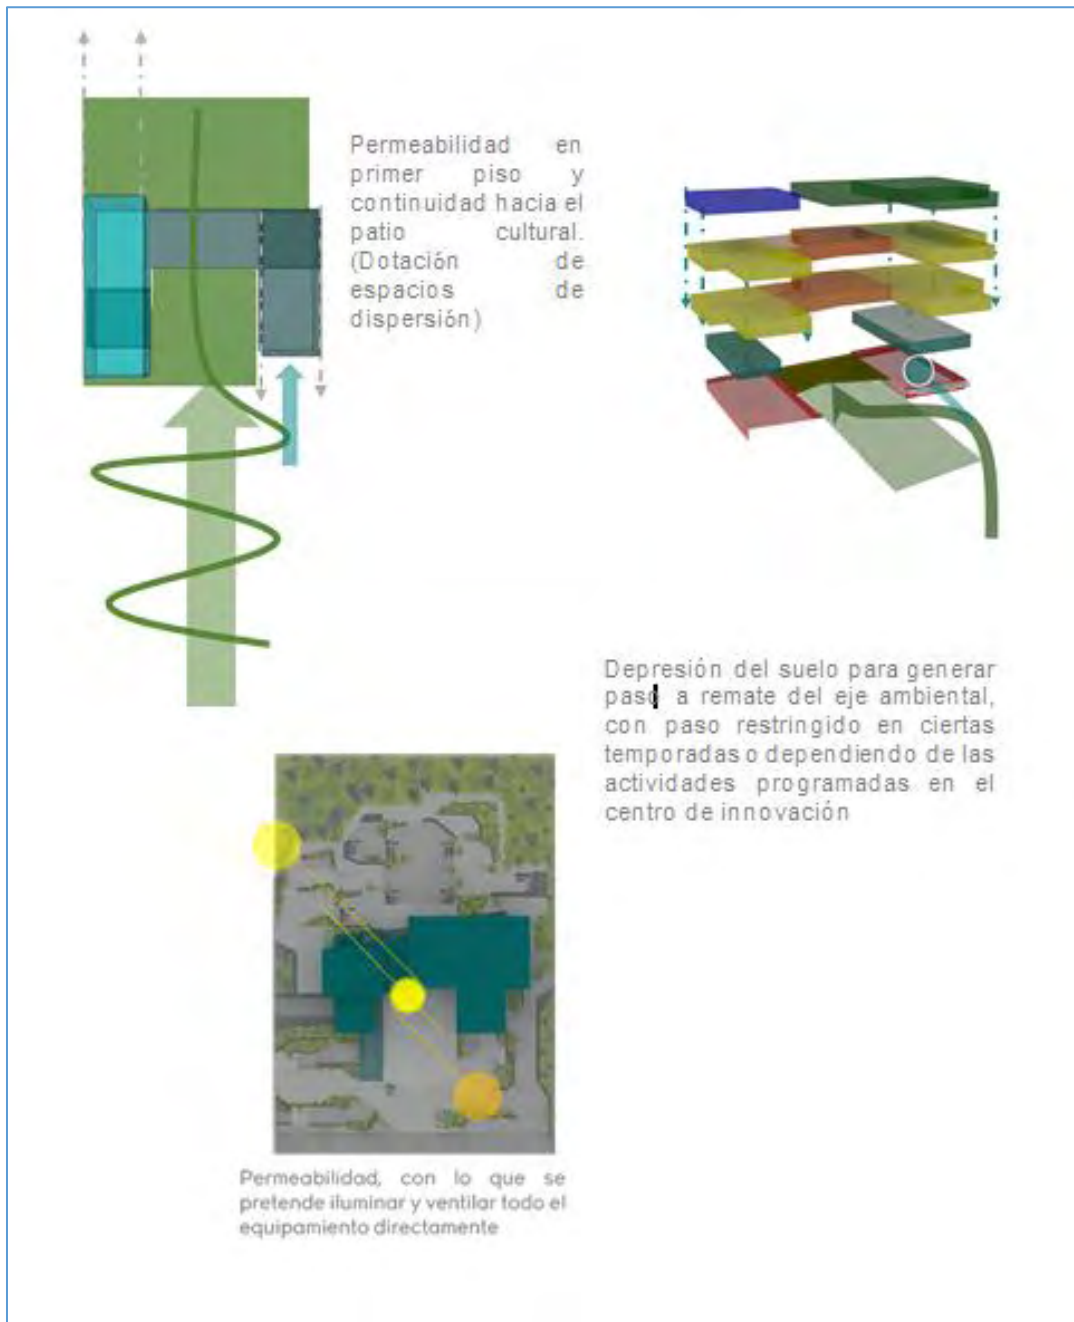 Permeabilidad en
primer piso y
continuidad hacia el
patio cultural.
(Dotación de
espacios de
dispersión)
Depresión del suelo para generar
paso a remate del eje ambiental,
con paso restringido en ciertas
temporadas o dependiendo de las
actividades programadas en el
centro de innovación
Permeabilidad, con lo que se
pretende iluminar y ventilar todo el
equipamiento directamente